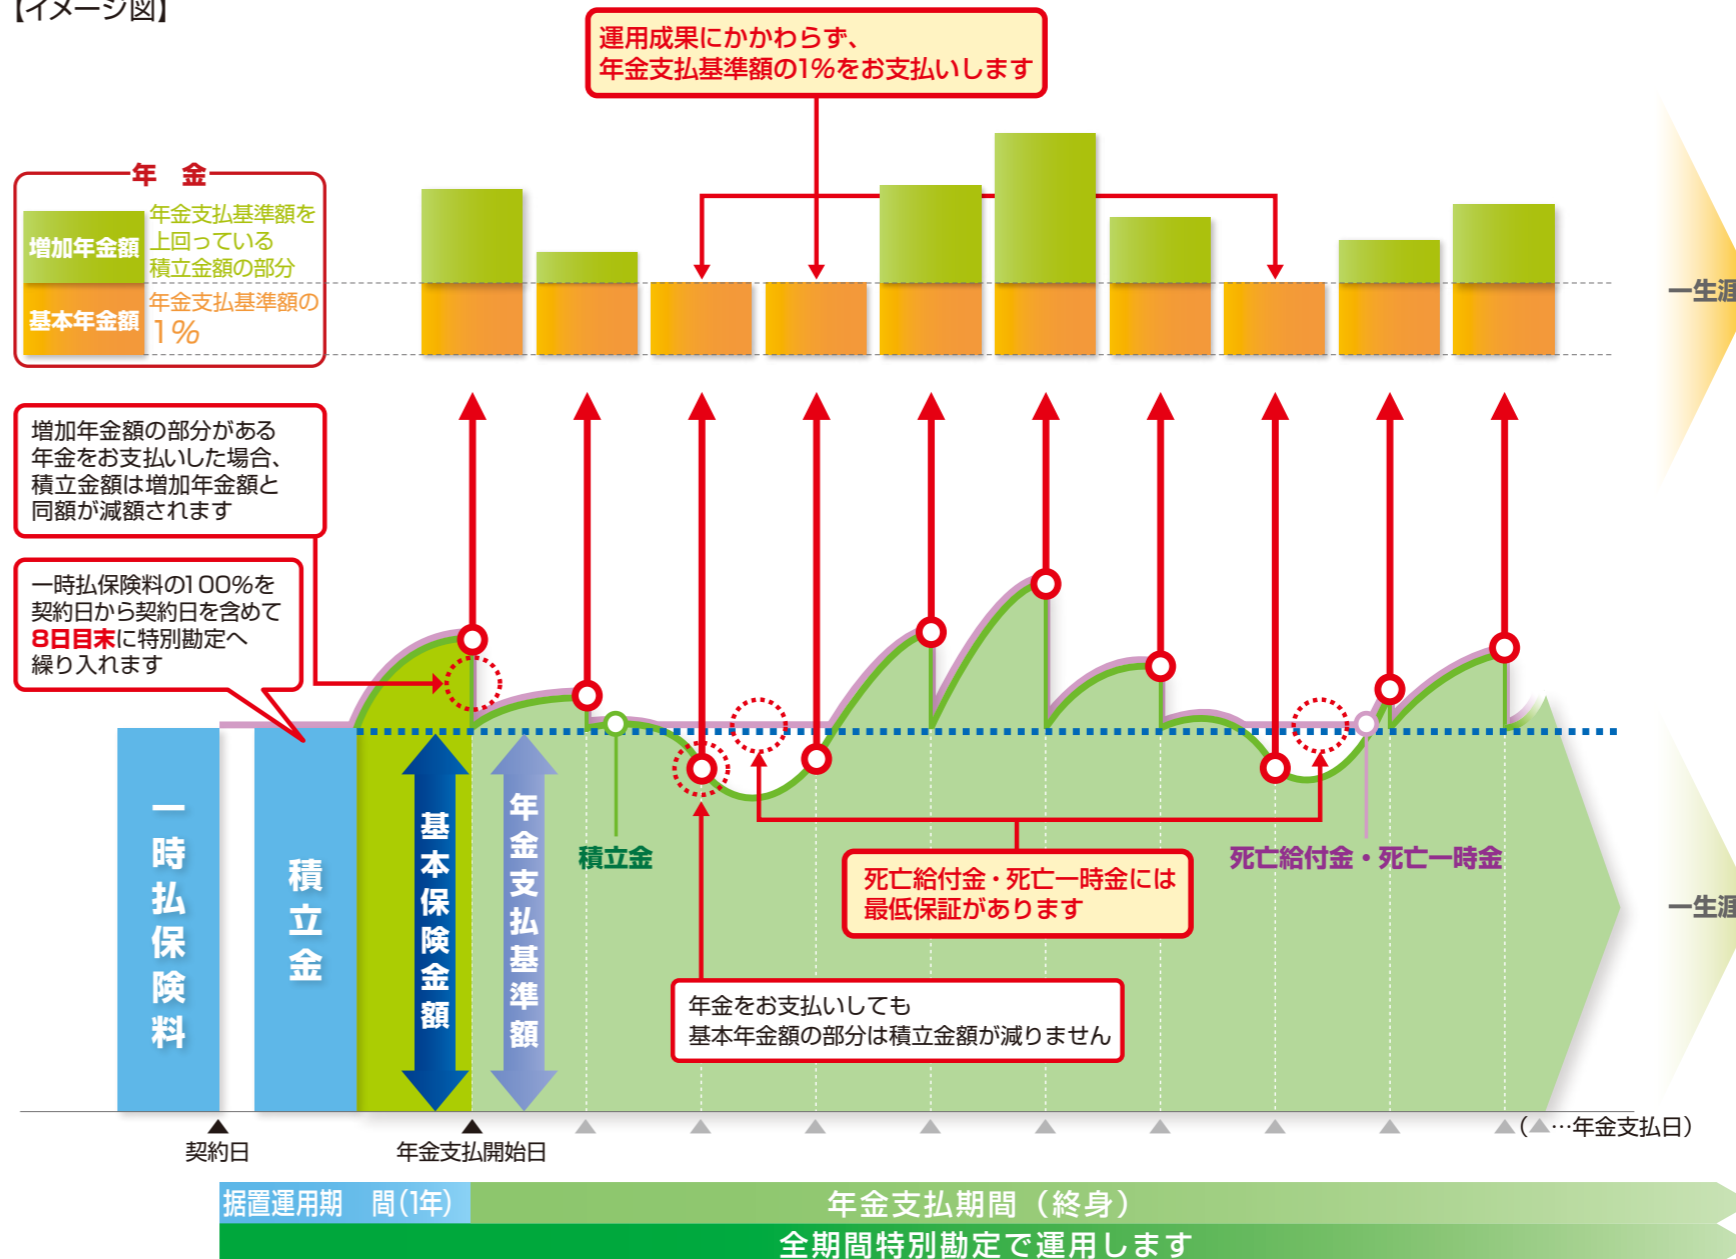 【イメージ図】
運用成果にかかわらず、
年金支払基準額の1%をお支払いします
年 金
増加年金額
年金支払基準額を
上回っている
積立金額の部分
基本年金額
年金支払基準額の
1%
一生涯
増加年金額の部分がある
年金をお支払いした場合、
積立金額は増加年金額と
同額が減額されます
一時払保険料の100%を
契約日から契約日を含めて
8日目末に特別勘定へ
繰り入れます
一時払保険料
積立金
基本保険金額
年金支払基準額
積立金
死亡給付金・死亡一時金には
最低保証があります
死亡給付金・死亡一時金
一生涯
年金をお支払いしても
基本年金額の部分は積立金額が減りません
契約日
年金支払開始日
(▲…年金支払日)
据置運用期 間(1年)
年金支払期間(終身)
全期間特別勘定で運用します